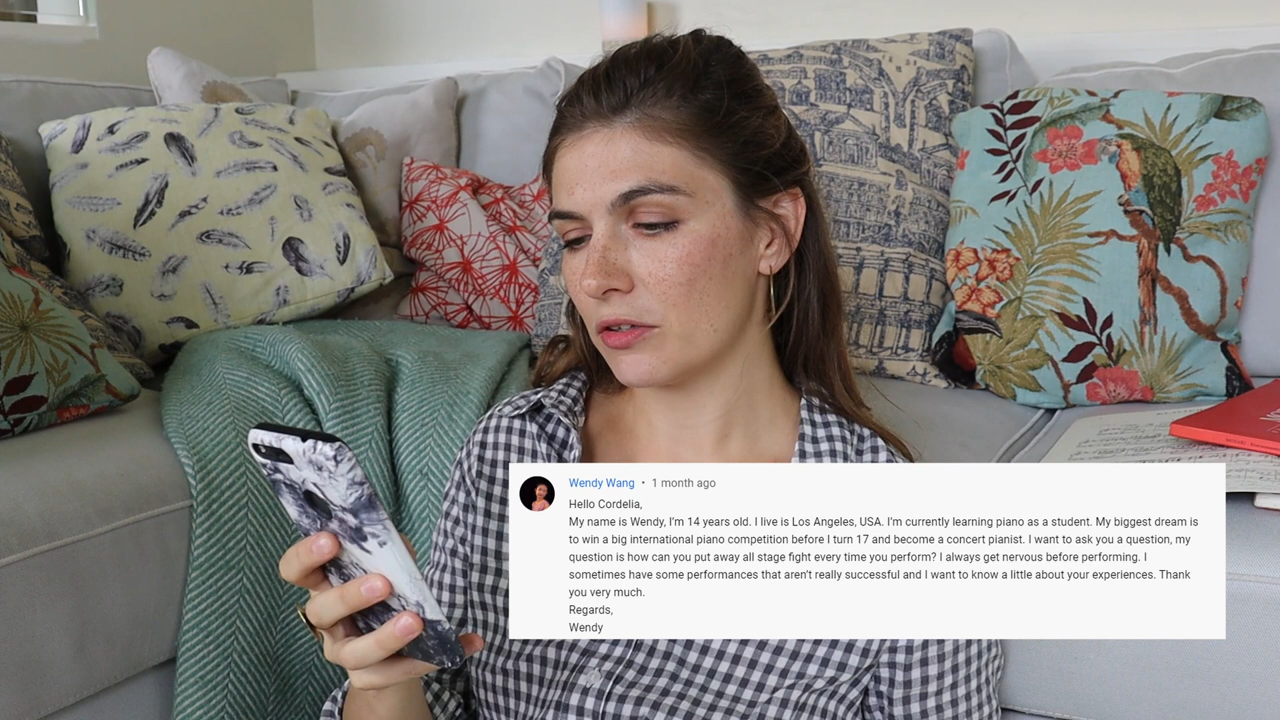 Wendy Wang • 1 month ago
Hello Cordelia,
My name is Wendy, I'm 14 years old. I live is Los Angeles, USA. I'm currently learning piano as a student. My biggest dream is
to win a big international piano competition before I turn 17 and become a concert pianist. I want to ask you a question, my
question is how can you put away all stage fight every time you perform? I always get nervous before performing. I
sometimes have some performances that aren't really successful and I want to know a little about your experiences. Thank
you very much.
Regards,
Wendy